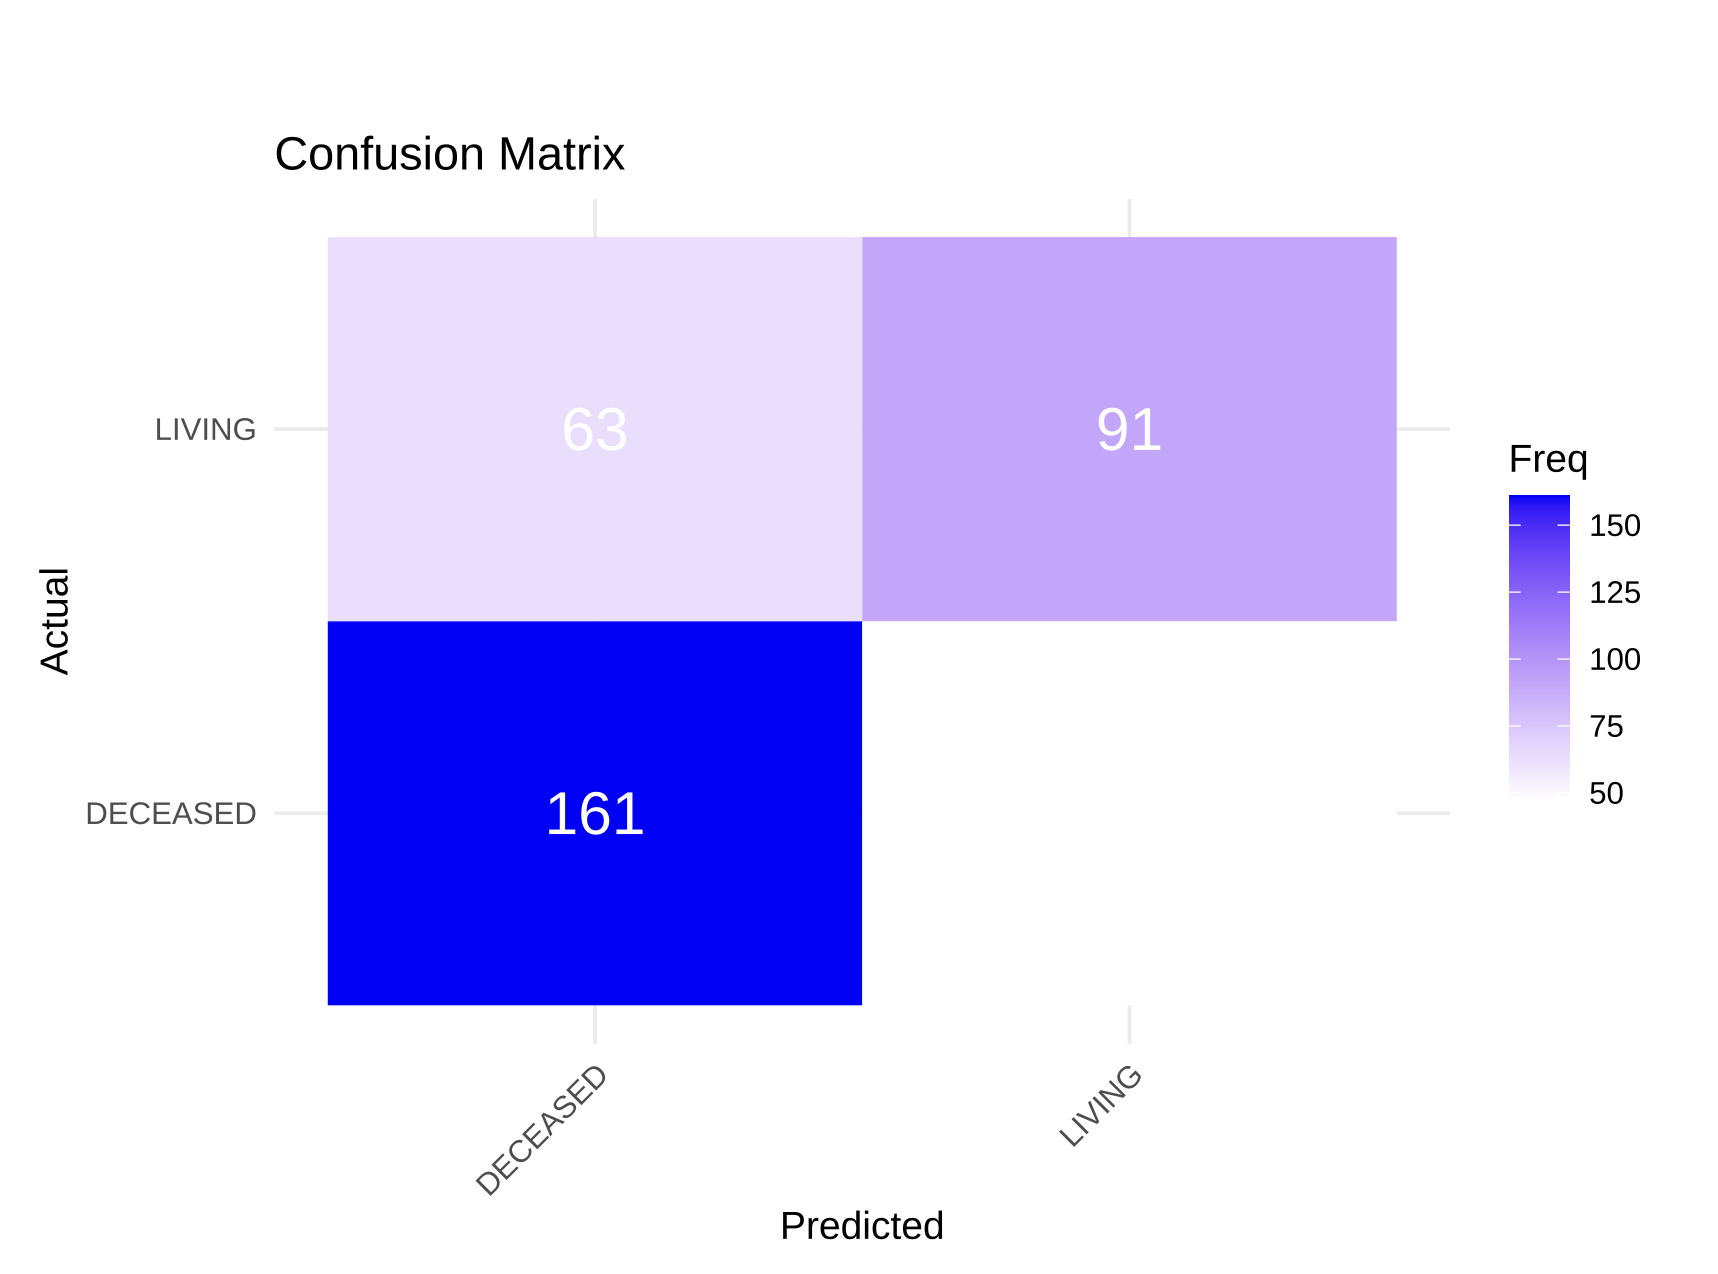 Confusion Matrix
LIVING
63
91
DECEASED
161
Actual
DECEASED
LIVING
Predicted
Freq
150
125
100
75
50